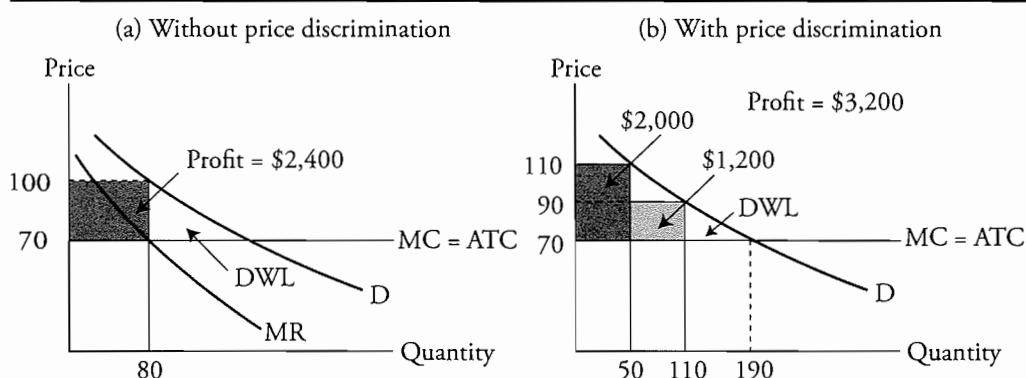 (a) Without price discrimination
Price
Profit = $2,400
100
70
MC = ATC
DWL
D
MR
Quantity
80
(b) With price discrimination
Price
Profit = $3,200
$2,000
110
$1,200
90
DWL
70
MC = ATC
D
Quantity
50 110 190